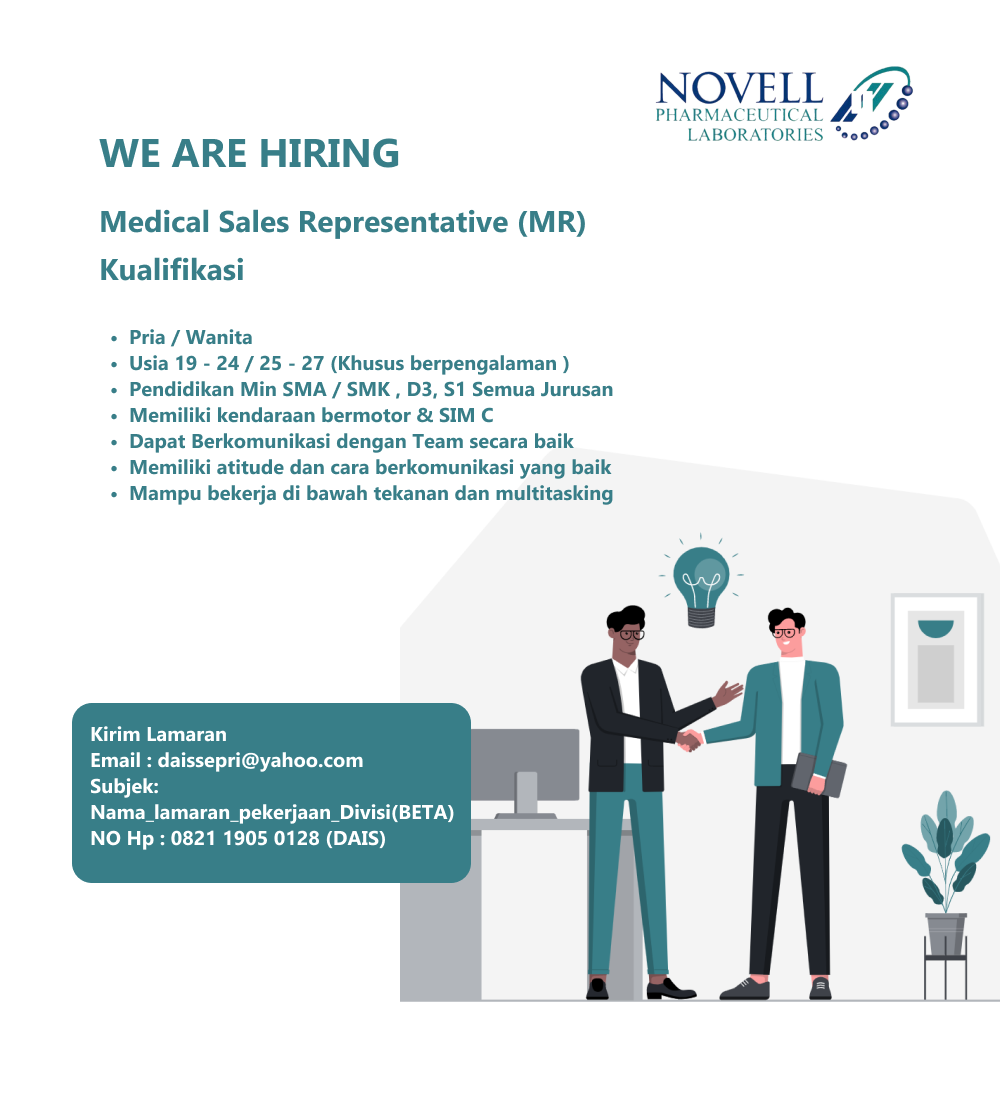 NOVELL
PHARMACEUTICAL
LABORATORIES
WE ARE HIRING
Medical Sales Representative (MR)
Kualifikasi
• Pria / Wanita
• Usia 19 - 24 / 25 - 27 (Khusus berpengalaman )
• Pendidikan Min SMA / SMK , D3, S1 Semua Jurusan
• Memiliki kendaraan bermotor & SIM C
• Dapat Berkomunikasi dengan Team secara baik
• Memiliki atitude dan cara berkomunikasi yang baik
• Mampu bekerja di bawah tekanan dan multitasking
Kirim Lamaran
Email : daissepri@yahoo.com
Subjek:
Nama_lamaran_pekerjaan_Divisi(BETA)
NO Hp : 0821 1905 0128 (DAIS)